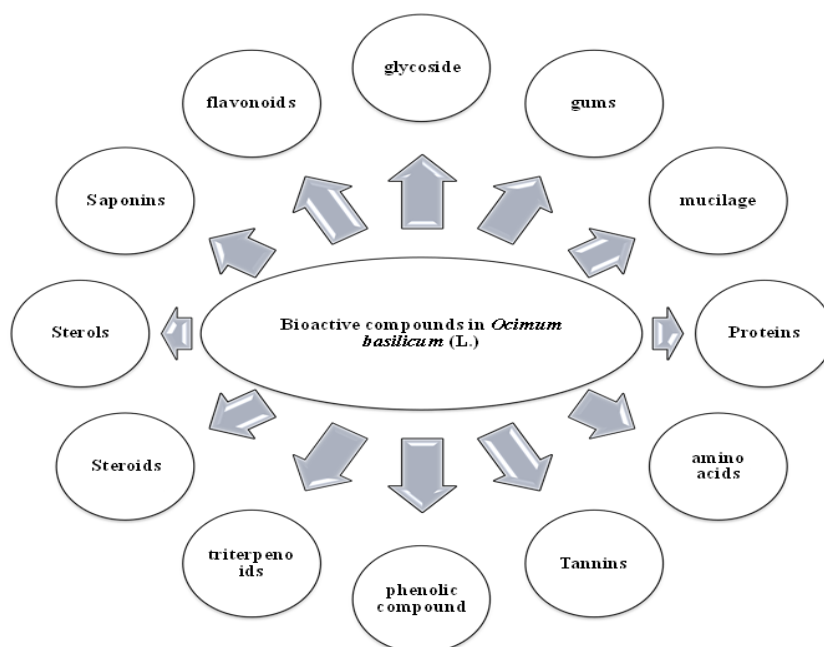 glycoside
flavonoids
gums
Saponins
mucilage
Bioactive compounds in Ocimum
basilicum (L.)
Sterols
Proteins
Steroids
amino
acids
triterpeno
ids
Tannins
phenolic
compound